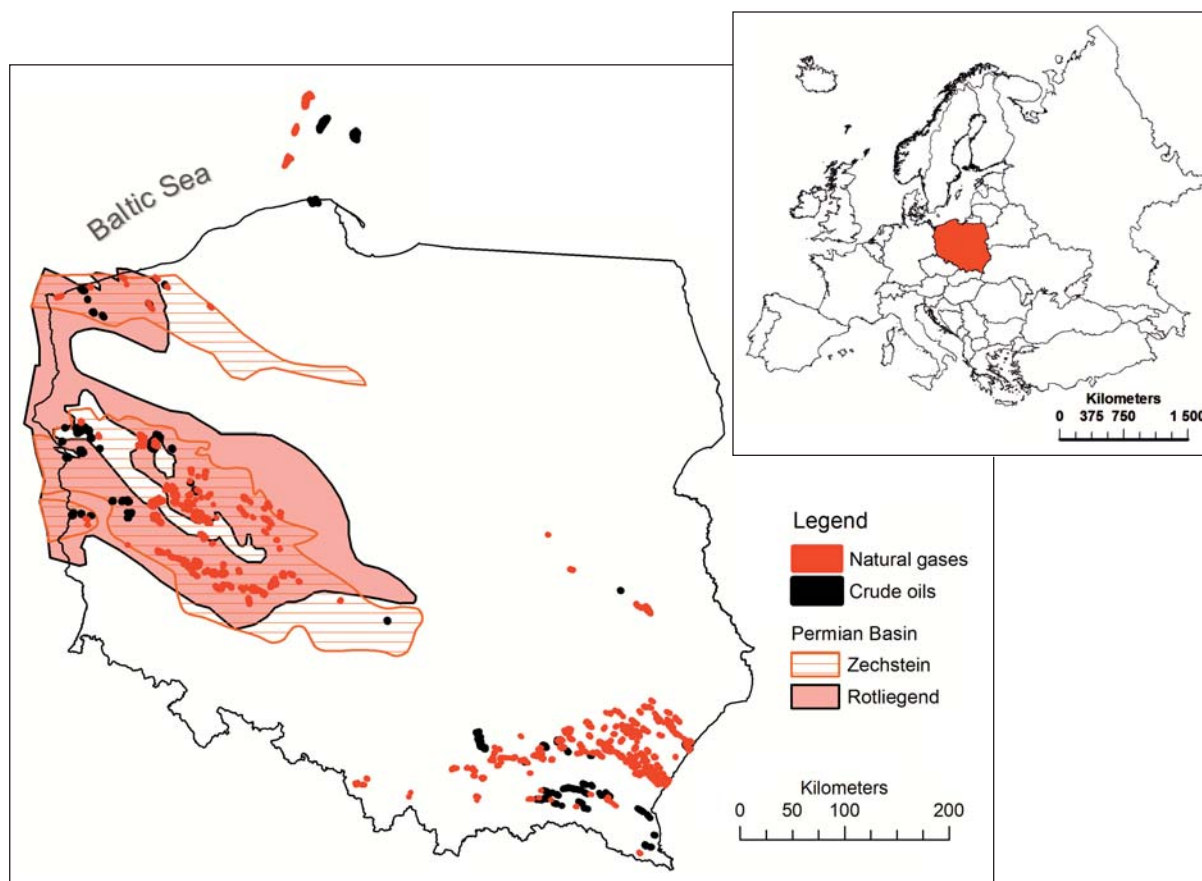 Baltic Sea
Kilometers
0 375 750 1 500
Legend
Natural gases
Crude oils
Permian Basin
Zechstein
Rotliegend
Kilometers
0 50 100 200